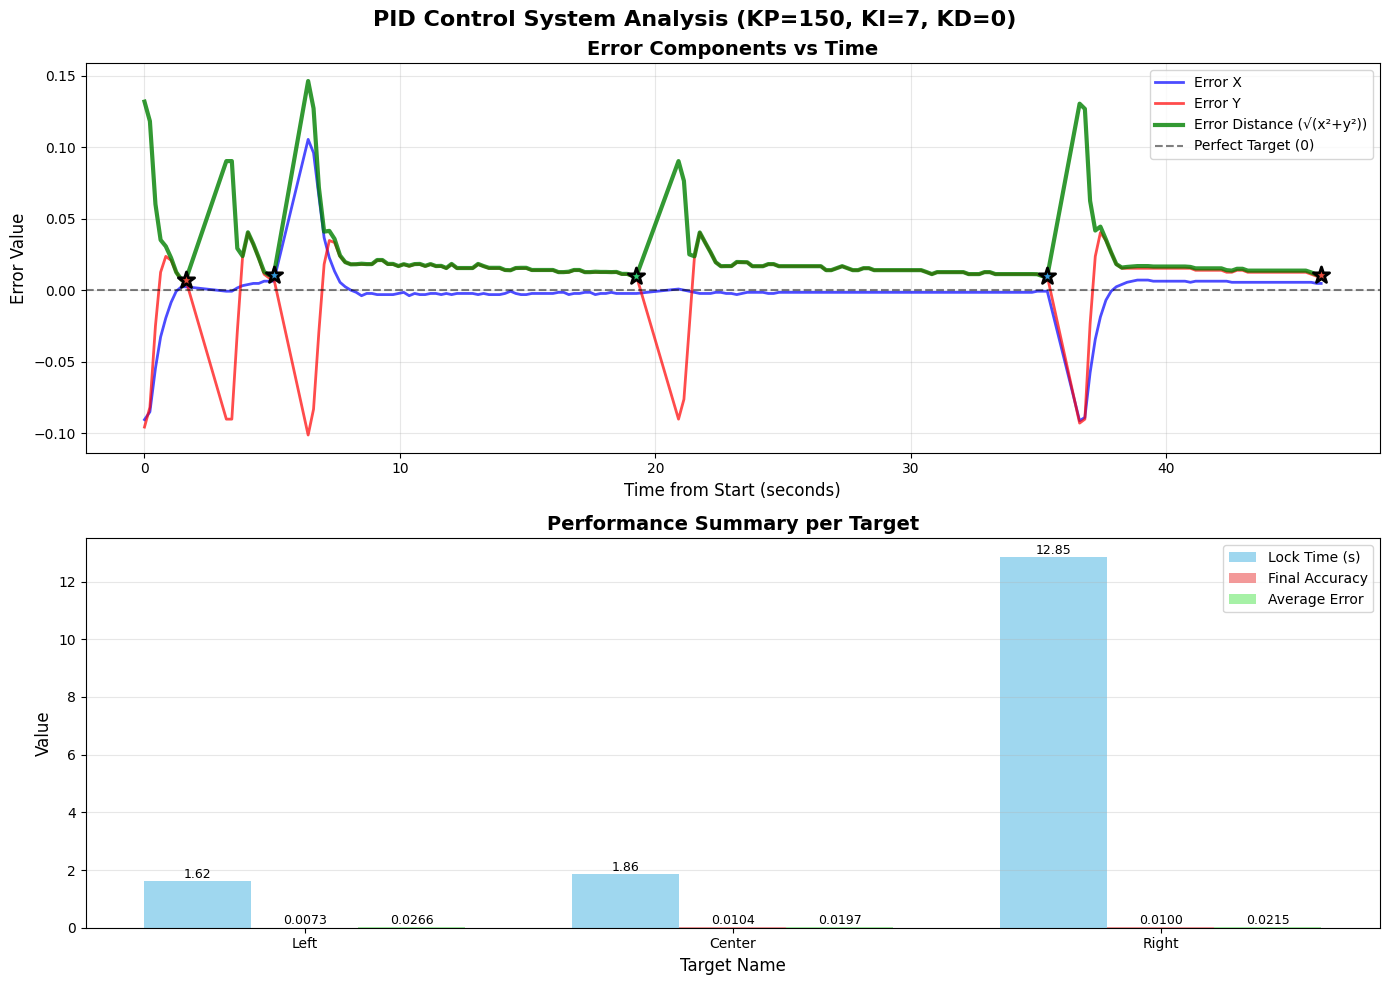 PID Control System Analysis (KP=150, KI=7, KD=0)
Error Components vs Time
Error Value
0.15
0.10
0.05
0.00
−0.05
−0.10
Error X
Error Y
Error Distance (√(x²+y²))
Perfect Target (0)
0 10 20 30 40
Time from Start (seconds)
Performance Summary per Target
Value
12
10
8
6
4
2
0
Lock Time (s)
Final Accuracy
Average Error
1.62 0.0073 0.0266
1.86 0.0104 0.0197
12.85 0.0100 0.0215
Left Center Right
Target Name